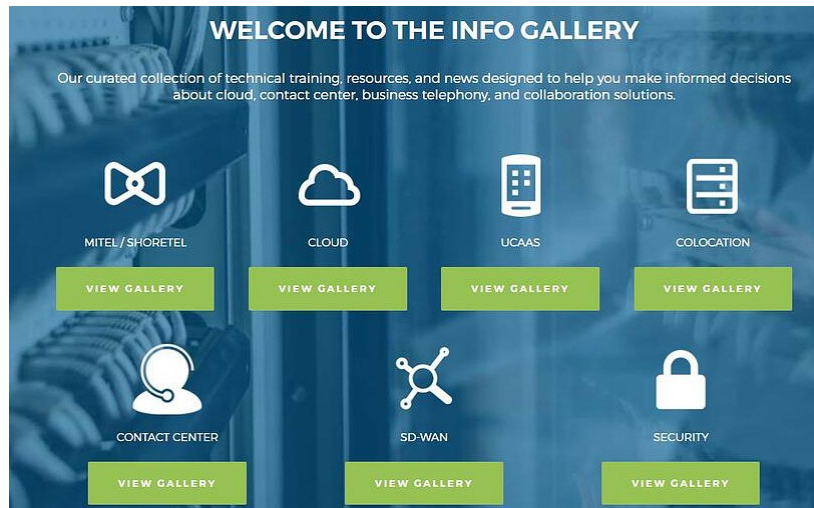 WELCOME TO THE INFO GALLERY
Our curated collection of technical training, resources, and news designed to help you make informed decisions
about cloud, contact center, business telephony, and collaboration solutions.
MITEL / SHORETEL
CLOUD
UCAAS
COLOCATION
VIEW GALLERY
VIEW GALLERY
VIEW GALLERY
VIEW GALLERY
CONTACT CENTER
SD-WAN
SECURITY
VIEW GALLERY
VIEW GALLERY
VIEW GALLERY